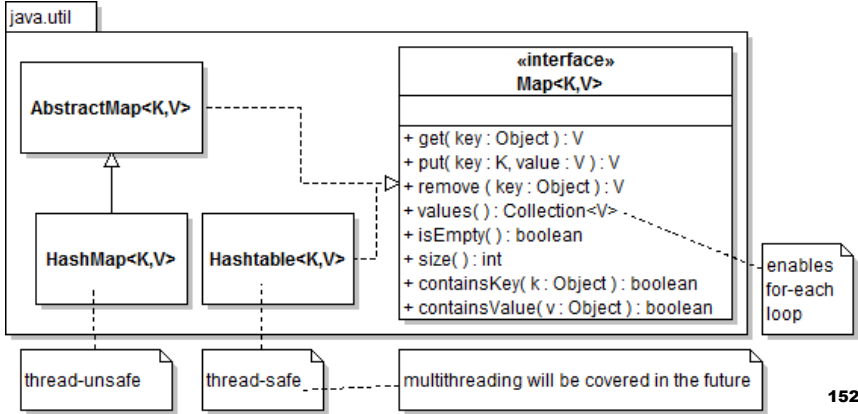 java.util
«interface»
Map<K,V>
AbstractMap<K,V>
+ get( key : Object ) : V
+ put( key : K, value : V ) : V
+ remove ( key : Object ) : V
+ values( ) : Collection<V>
+ isEmpty( ) : boolean
+ size( ) : int
+ containsKey( k : Object ) : boolean
+ containsValue( v : Object ) : boolean
HashMap<K,V>
Hashtable<K,V>
enables
for-each
loop
thread-unsafe
thread-safe
multithreading will be covered in the future
152